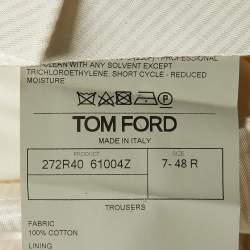 PROFESSIONAL
CLEAN WITH ANY SOLVENT EXCEPT
TRICHLOROETHYLENE, SHORT CYCLE - REDUCED
MOISTURE
TOM FORD
MADE IN ITALY
PRODUCT SIZE
272R40 61004Z 7- 48 R
TROUSERS
FABRIC
100% COTTON
LINING